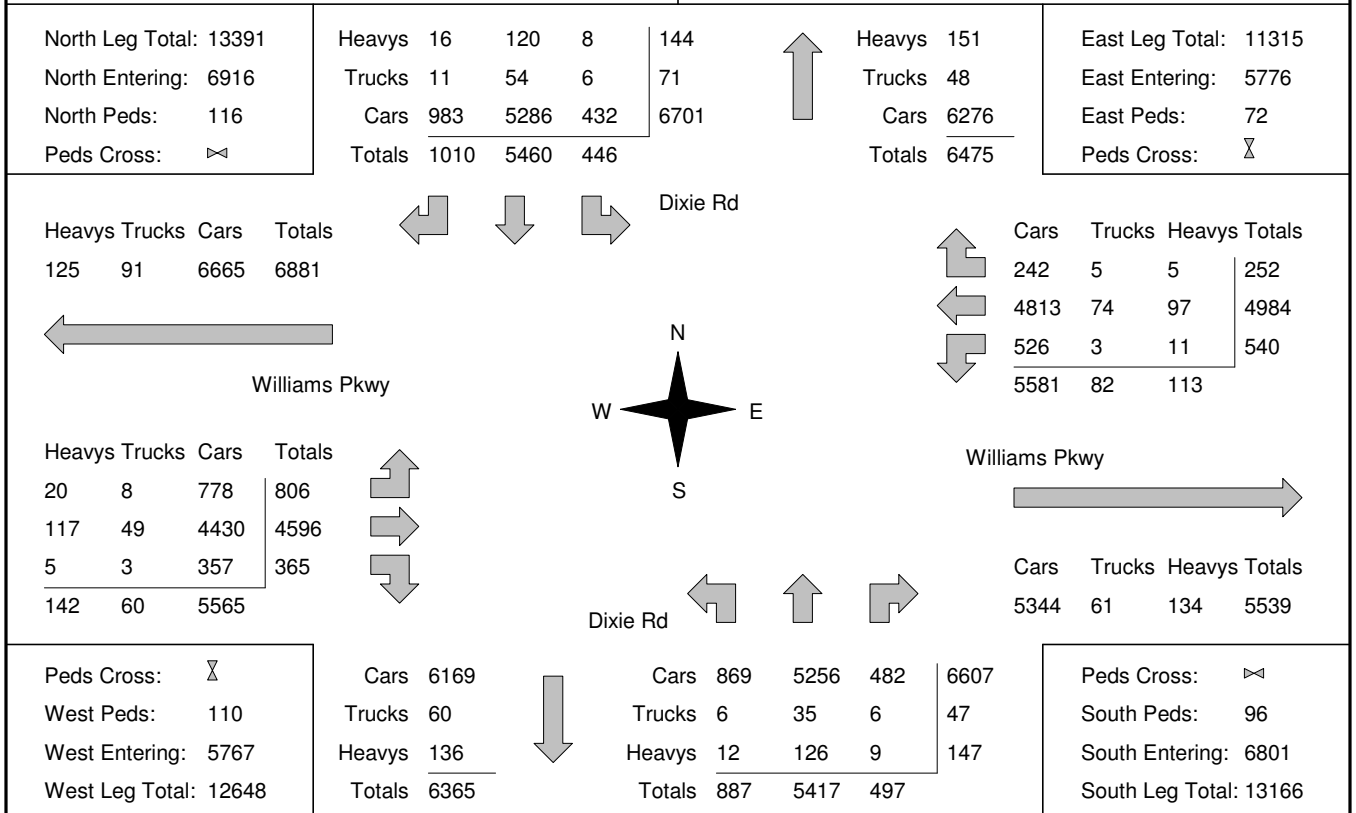 North Leg Total: 13391
North Entering: 6916
North Peds: 116
Peds Cross:
Heavys 16 120 8 144
Trucks 11 54 6 71
Cars 983 5286 432 6701
Totals 1010 5460 446
Heavys 151
Trucks 48
Cars 6276
Totals 6475
East Leg Total: 11315
East Entering: 5776
East Peds: 72
Peds Cross:
Dixie Rd
Heavys Trucks Cars Totals
125 91 6665 6881
Williams Pkwy
Cars Trucks Heavys Totals
242 5 5 252
4813 74 97 4984
526 3 11 540
5581 82 113
N
W E
S
Heavys Trucks Cars Totals
20 8 778 806
117 49 4430 4596
5 3 357 365
142 60 5565
Williams Pkwy
Cars Trucks Heavys Totals
5344 61 134 5539
Dixie Rd
Peds Cross:
West Peds: 110
West Entering: 5767
West Leg Total: 12648
Cars 6169
Trucks 60
Heavys 136
Totals 6365
Cars 869 5256 482 6607
Trucks 6 35 6 47
Heavys 12 126 9 147
Totals 887 5417 497
Peds Cross:
South Peds: 96
South Entering: 6801
South Leg Total: 13166